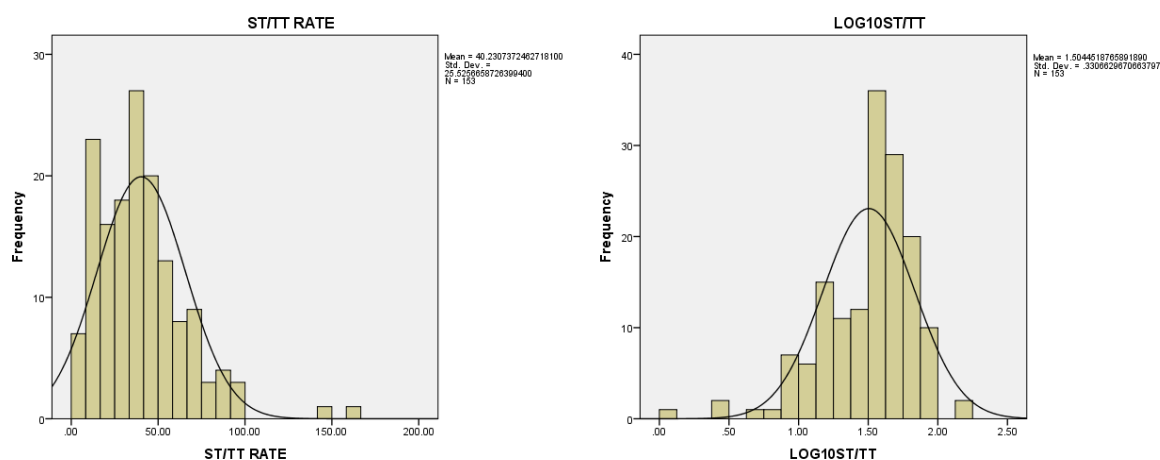 ST/TT RATE
Mean = 40.2307372462718100
Std. Dev. =
25.5256658726399400
N = 153
30
20
10
0
Frequency
.00 50.00 100.00 150.00 200.00
ST/TT RATE
LOG10ST/TT
Mean = 1.5044518765891890
Std. Dev. = .3306629670663797
N = 153
40
30
20
10
0
Frequency
.00 .50 1.00 1.50 2.00 2.50
LOG10ST/TT